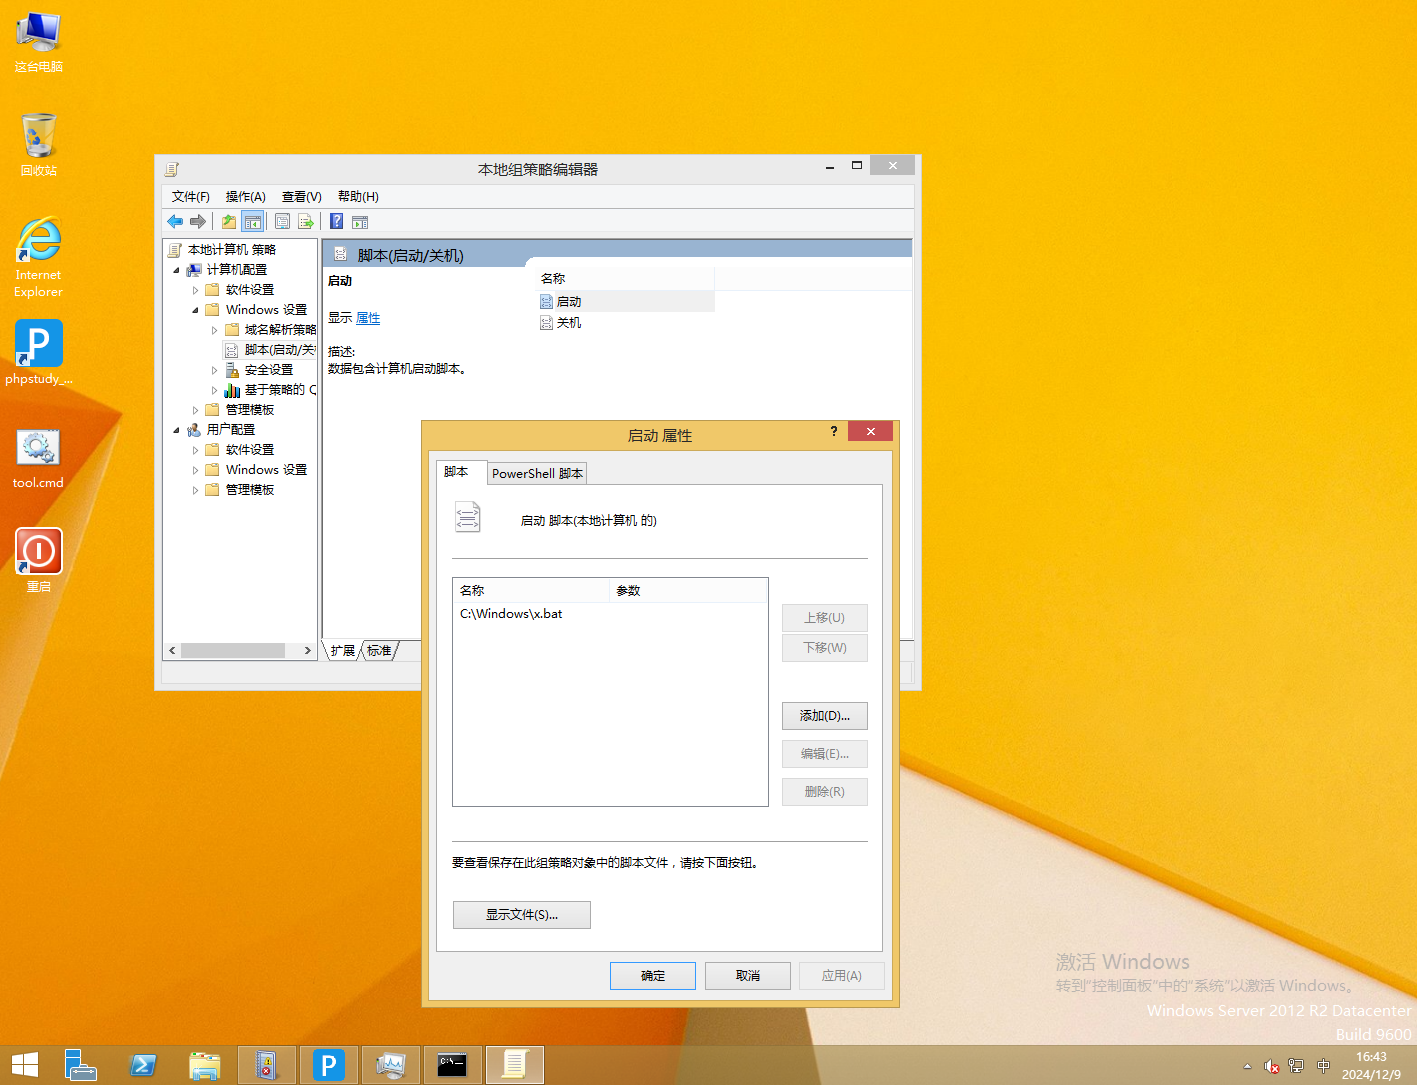 这台电脑
回收站
Internet
Explorer
phpstudy_...
tool.cmd
重启
本地组策略编辑器
文件(F) 操作(A) 查看(V) 帮助(H)
本地计算机 策略
计算机配置
软件设置
Windows 设置
域名解析策略
脚本(启动/关机
安全设置
基于策略的 Q
管理模板
用户配置
软件设置
Windows 设置
管理模板
脚本(启动/关机)
启动
显示 属性
描述:
数据包含计算机启动脚本。
名称
启动
关机
扩展 标准
启动 属性
?
脚本 PowerShell 脚本
启动 脚本(本地计算机 的)
名称 参数
C:\Windows\x.bat
上移(U)
下移(W)
添加(D)...
编辑(E)...
删除(R)
要查看保存在此组策略对象中的脚本文件，请按下面按钮。
显示文件(S)...
确定 取消 应用(A)
激活 Windows
转到"控制面板"中的"系统"以激活 Windows。
Windows Server 2012 R2 Datacenter
Build 9600
P
C:\_
中
16:43
2024/12/9